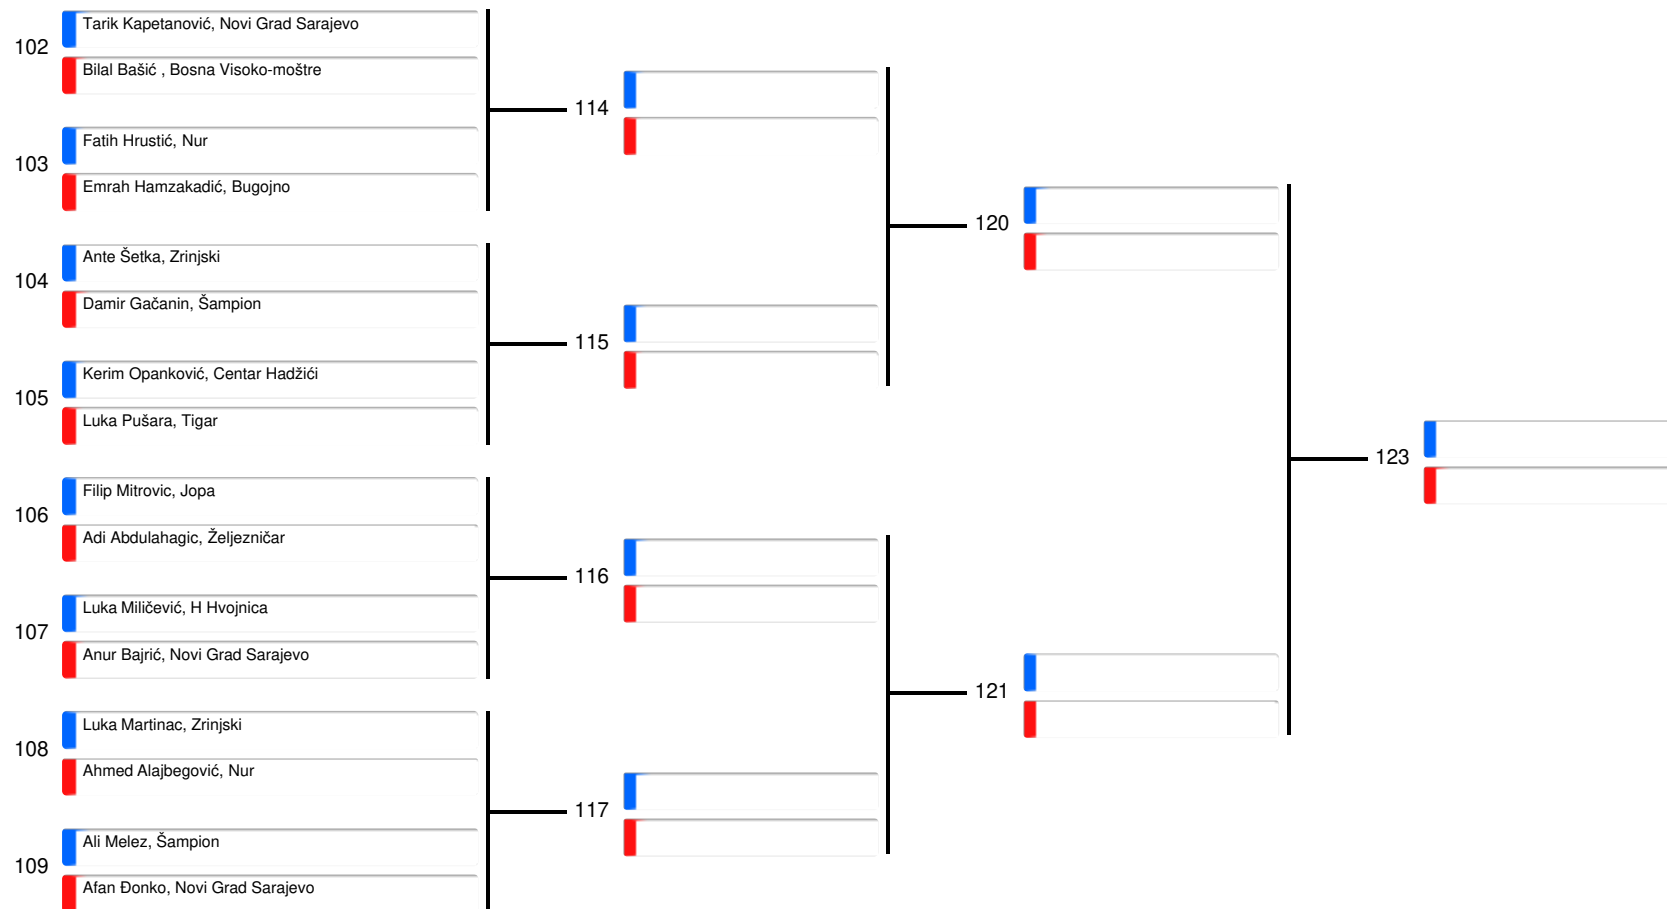 102
Tarik Kapetanović, Novi Grad Sarajevo
Bilal Bašić , Bosna Visoko-moštre
103
Fatih Hrustić, Nur
Emrah Hamzakadić, Bugojno
104
Ante Šetka, Zrinjski
Damir Gačanin, Šampion
105
Kerim Opanković, Centar Hadžići
Luka Pušara, Tigar
106
Filip Mitrovic, Jopa
Adi Abdulahagic, Željezničar
107
Luka Miličević, H Hvojnica
Anur Bajrić, Novi Grad Sarajevo
108
Luka Martinac, Zrinjski
Ahmed Alajbegović, Nur
109
Ali Melez, Šampion
Afan Đonko, Novi Grad Sarajevo
114
115
116
117
120
121
123